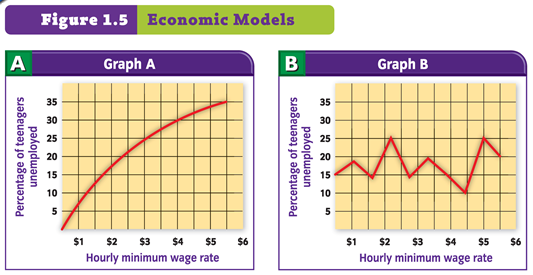 Figure 1.5 Economic Models
A Graph A
Percentage of teenagers
unemployed
35
30
25
20
15
10
5
$1 $2 $3 $4 $5 $6
Hourly minimum wage rate
B Graph B
Percentage of teenagers
unemployed
35
30
25
20
15
10
5
$1 $2 $3 $4 $5 $6
Hourly minimum wage rate